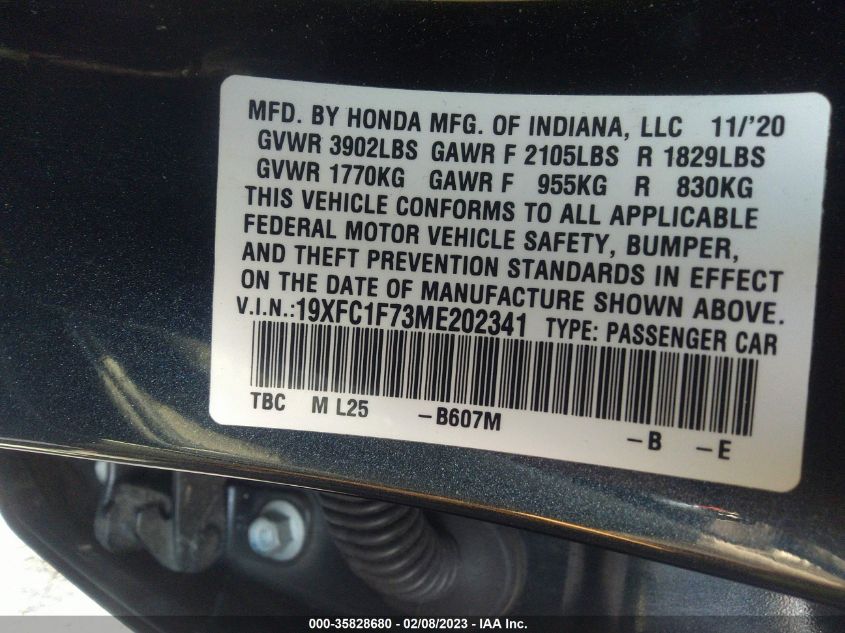 MFD. BY HONDA MFG. OF INDIANA, LLC 11/'20
GVWR 3902LBS GAWR F 2105LBS R 1829LBS
GVWR 1770KG GAWR F 955KG R 830KG
THIS VEHICLE CONFORMS TO ALL APPLICABLE
FEDERAL MOTOR VEHICLE SAFETY, BUMPER,
AND THEFT PREVENTION STANDARDS IN EFFECT
ON THE DATE OF MANUFACTURE SHOWN ABOVE.
V.I.N.:19XFC1F73ME202341 TYPE: PASSENGER CAR
TBC M L25 -B607M -B -E
000-35828680 - 02/08/2023 - IAA Inc.